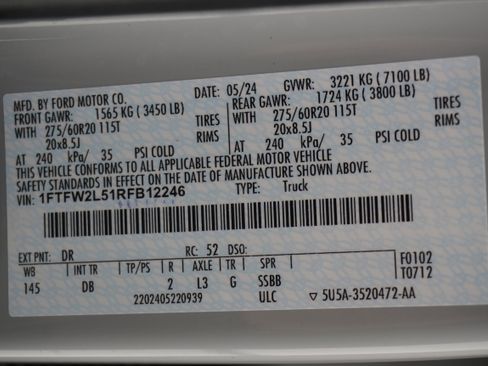 MFD. BY FORD MOTOR CO. DATE: 05/24 GVWR: 3221 KG ( 7100 LB)
FRONT GAWR: 1565 KG ( 3450 LB) REAR GAWR: 1724 KG ( 3800 LB)
WITH 275/60R20 115T TIRES WITH 275/60R20 115T TIRES
20x8.5J RIMS 20x8.5J RIMS
AT 240 kPa/ 35 PSI COLD AT 240 kPa/ 35 PSI COLD
THIS VEHICLE CONFORMS TO ALL APPLICABLE FEDERAL MOTOR VEHICLE
SAFETY STANDARDS IN EFFECT ON THE DATE OF MANUFACTURE SHOWN ABOVE.
VIN: 1FTFW2L51RFB12246 TYPE: Truck
EXT PNT: DR RC: 52 DSO:
WB INT TR TP/PS R AXLE TR SPR F0102
145 DB 2 L3 G SSBB T0712
2202405220939 ULC ▽ 5U5A-3520472-AA